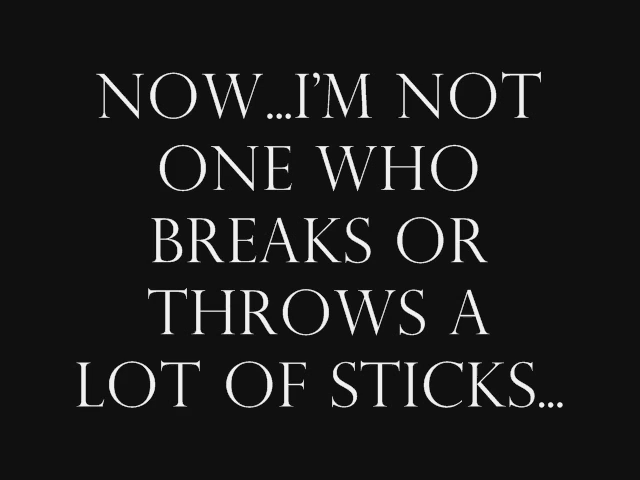 NOW...I'M NOT
ONE WHO
BREAKS OR
THROWS A
LOT OF STICKS...